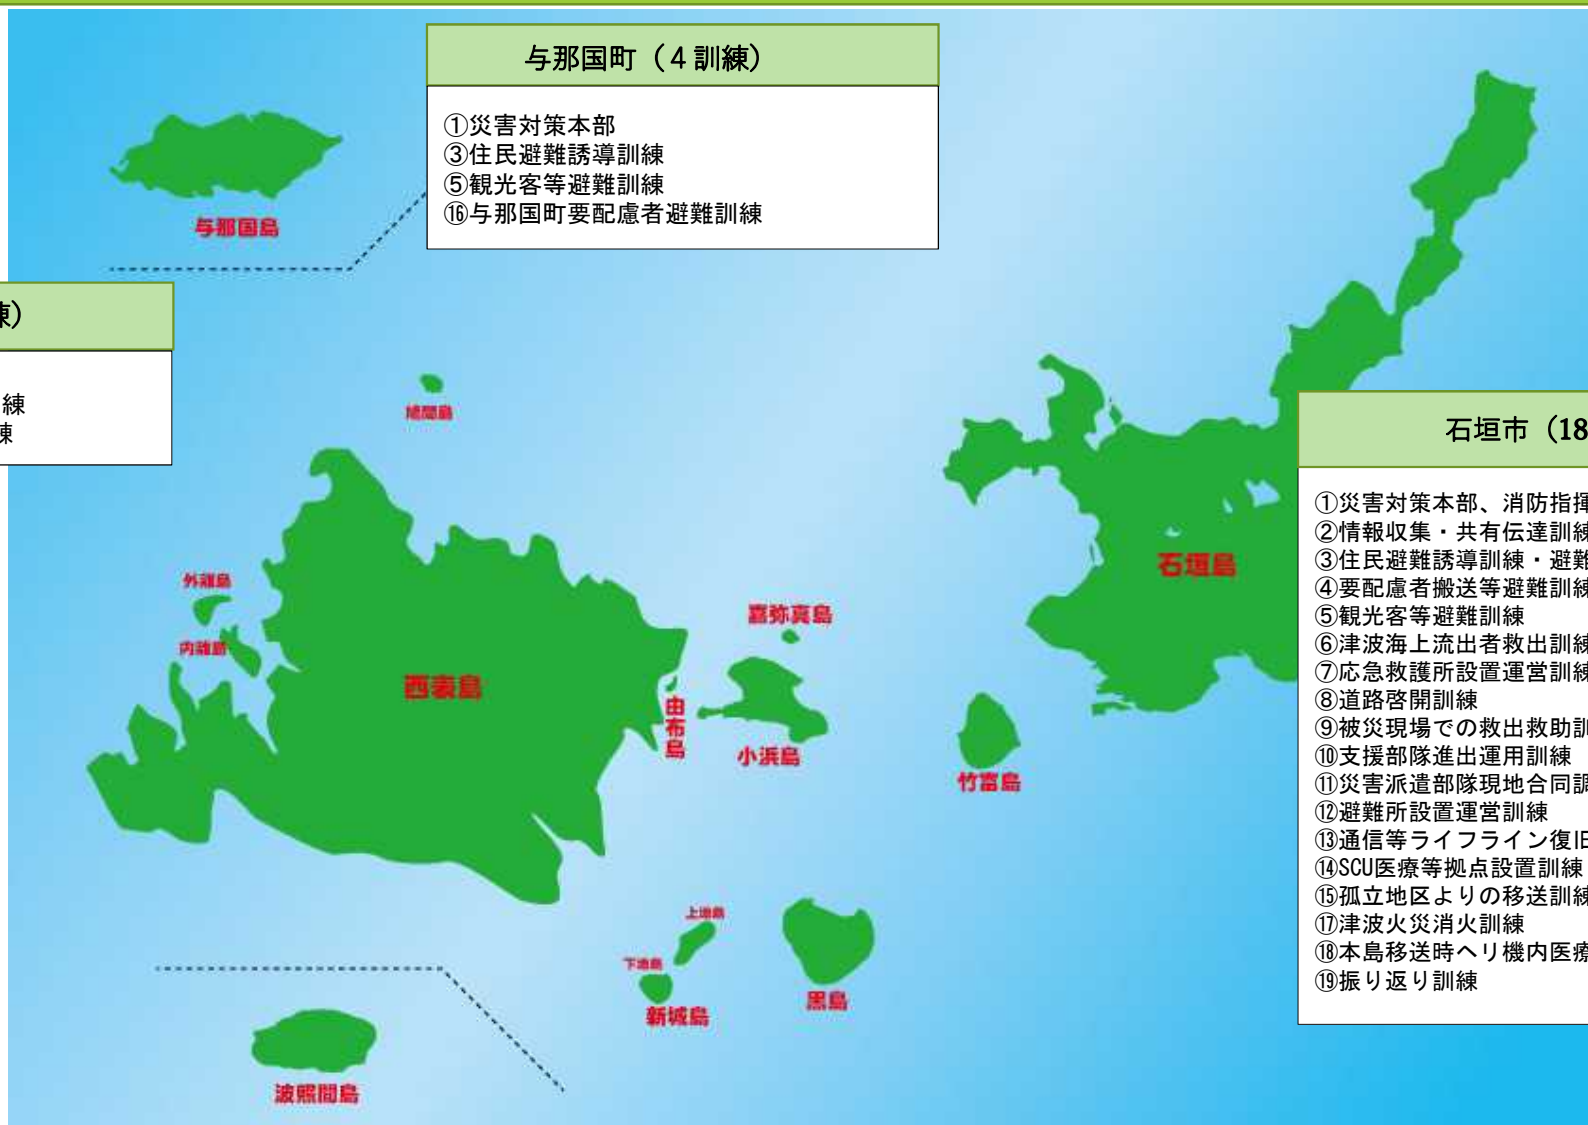 与那国町（４訓練）
①災害対策本部
③住民避難誘導訓練
⑤観光客等避難訓練
⑯与那国町要配慮者避難訓練
与那国島
練）
練
練
鳩間島
石垣市（18
①災害対策本部、消防指揮
②情報収集・共有伝達訓練
③住民避難誘導訓練・避難
④要配慮者搬送等避難訓練
⑤観光客等避難訓練
⑥津波海上流出者救出訓練
⑦応急救護所設置運営訓練
⑧道路啓開訓練
⑨被災現場での救出救助訓
⑩支援部隊進出運用訓練
⑪災害派遣部隊現地合同調
⑫避難所設置運営訓練
⑬通信等ライフライン復旧
⑭SCU医療等拠点設置訓練
⑮孤立地区よりの移送訓練
⑰津波火災消火訓練
⑱本島移送時ヘリ機内医療
⑲振り返り訓練
石垣島
外離島
内離島
嘉弥真島
西表島
由布島
小浜島
竹富島
上地島
下地島
新城島
黒島
波照間島